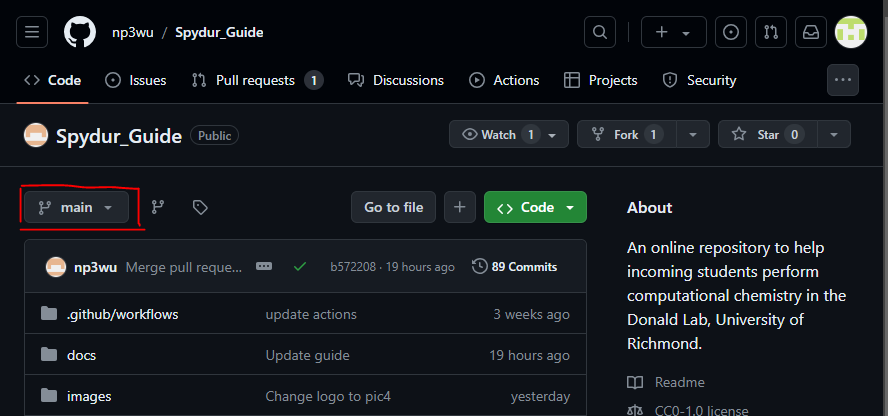 np3wu / Spydur_Guide
Code Issues Pull requests 1 Discussions Actions Projects Security
Spydur_Guide Public Watch 1 Fork 1 Star 0
main Go to file Code
np3wu Merge pull reque... b572208 · 19 hours ago 89 Commits
.github/workflows update actions 3 weeks ago
docs Update guide 19 hours ago
images Change logo to pic4 yesterday
About
An online repository to help
incoming students perform
computational chemistry in the
Donald Lab, University of
Richmond.
Readme
CC0-1.0 license